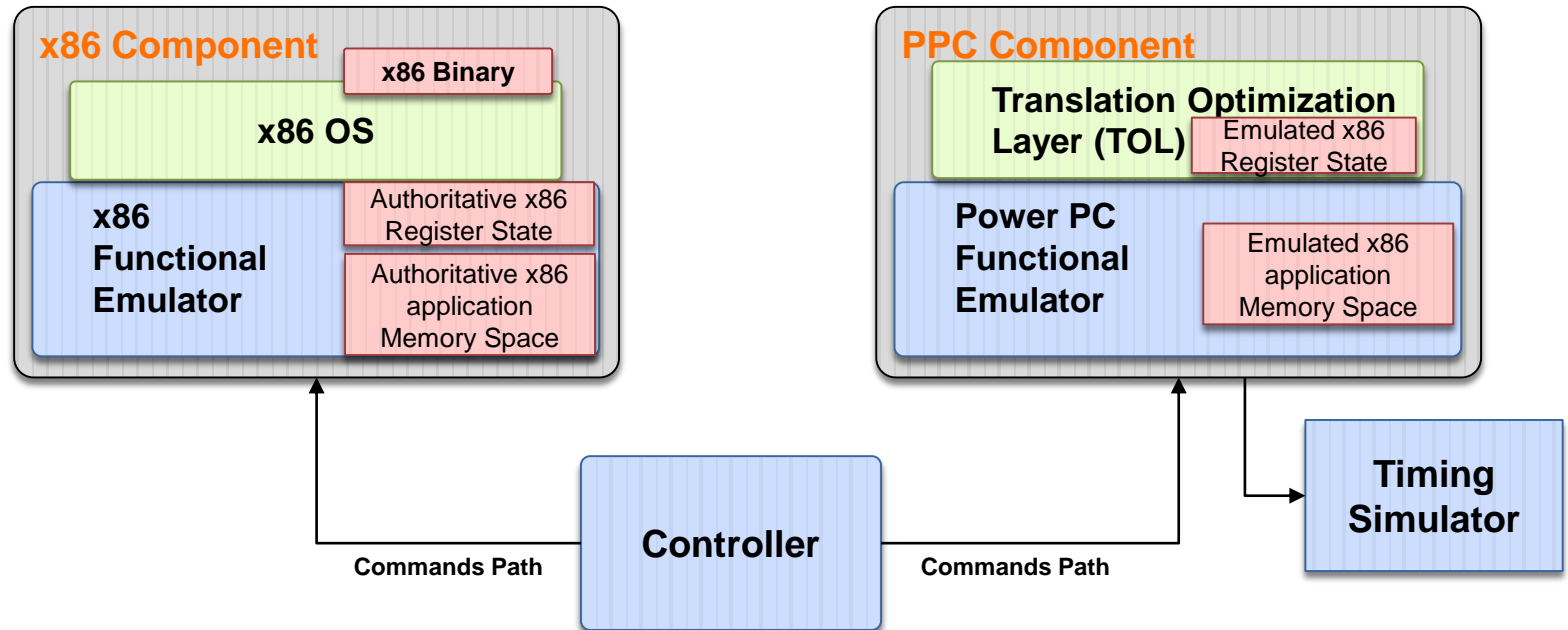 x86 Component
x86 Binary
x86 OS
x86
Functional
Emulator
Authoritative x86
Register State
Authoritative x86
application
Memory Space
PPC Component
Translation Optimization
Layer (TOL)
Emulated x86
Register State
Power PC
Functional
Emulator
Emulated x86
application
Memory Space
Timing
Simulator
Controller
Commands Path
Commands Path